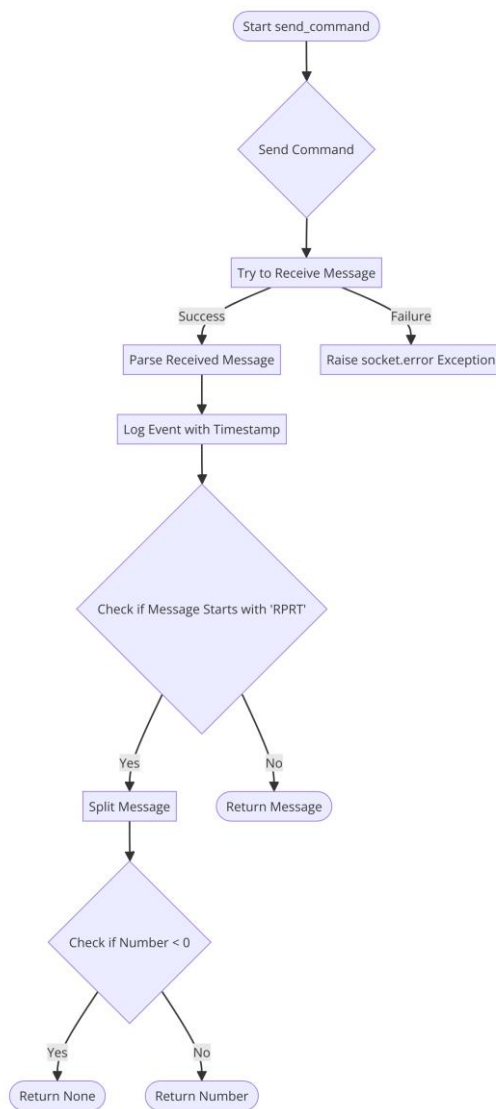 Start send_command
Send Command
Try to Receive Message
Success
Failure
Parse Received Message
Raise socket.error Exception
Log Event with Timestamp
Check if Message Starts with 'RPRT'
Yes
No
Split Message
Return Message
Check if Number < 0
Yes
No
Return None
Return Number